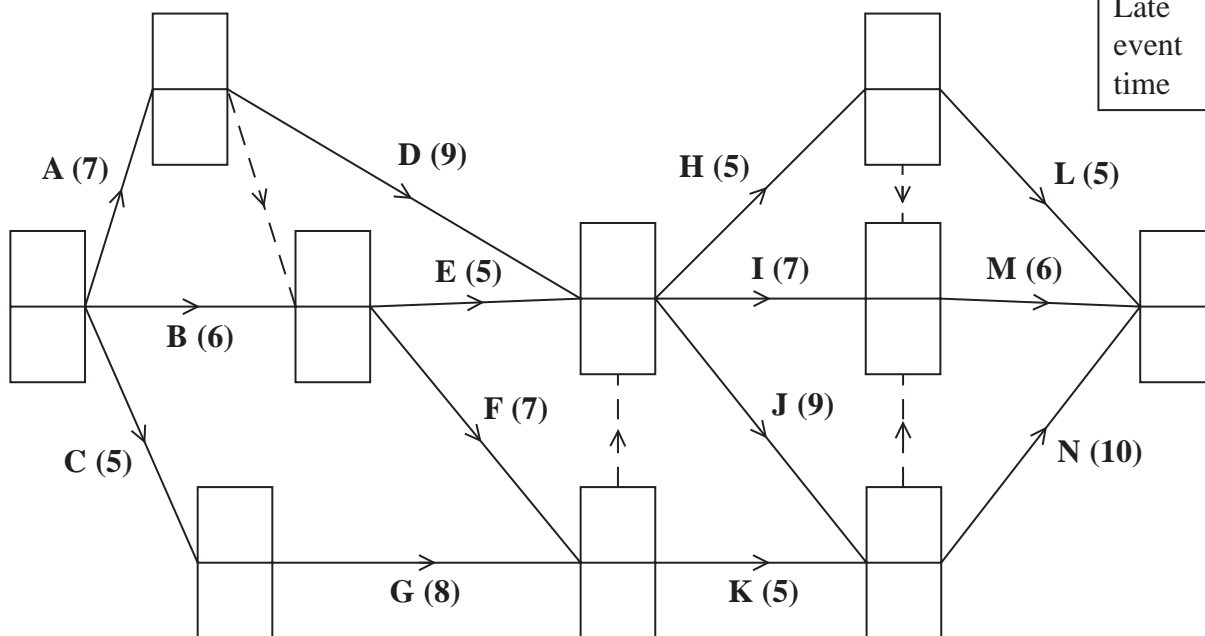 Late
event
time
A (7)
D (9)
H (5)
L (5)
E (5)
I (7)
M (6)
B (6)
F (7)
J (9)
C (5)
N (10)
G (8)
K (5)